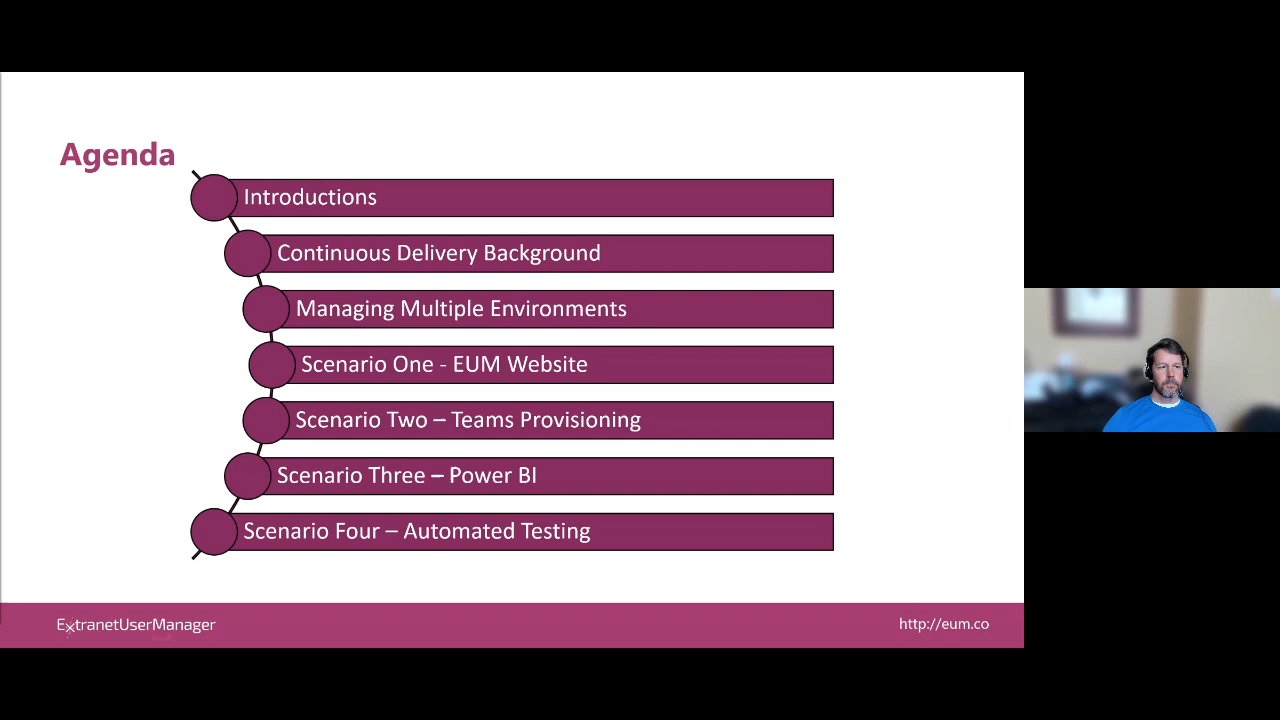 Agenda
Introductions
Continuous Delivery Background
Managing Multiple Environments
Scenario One - EUM Website
Scenario Two – Teams Provisioning
Scenario Three – Power BI
Scenario Four – Automated Testing
ExtranetUserManager
http://eum.co